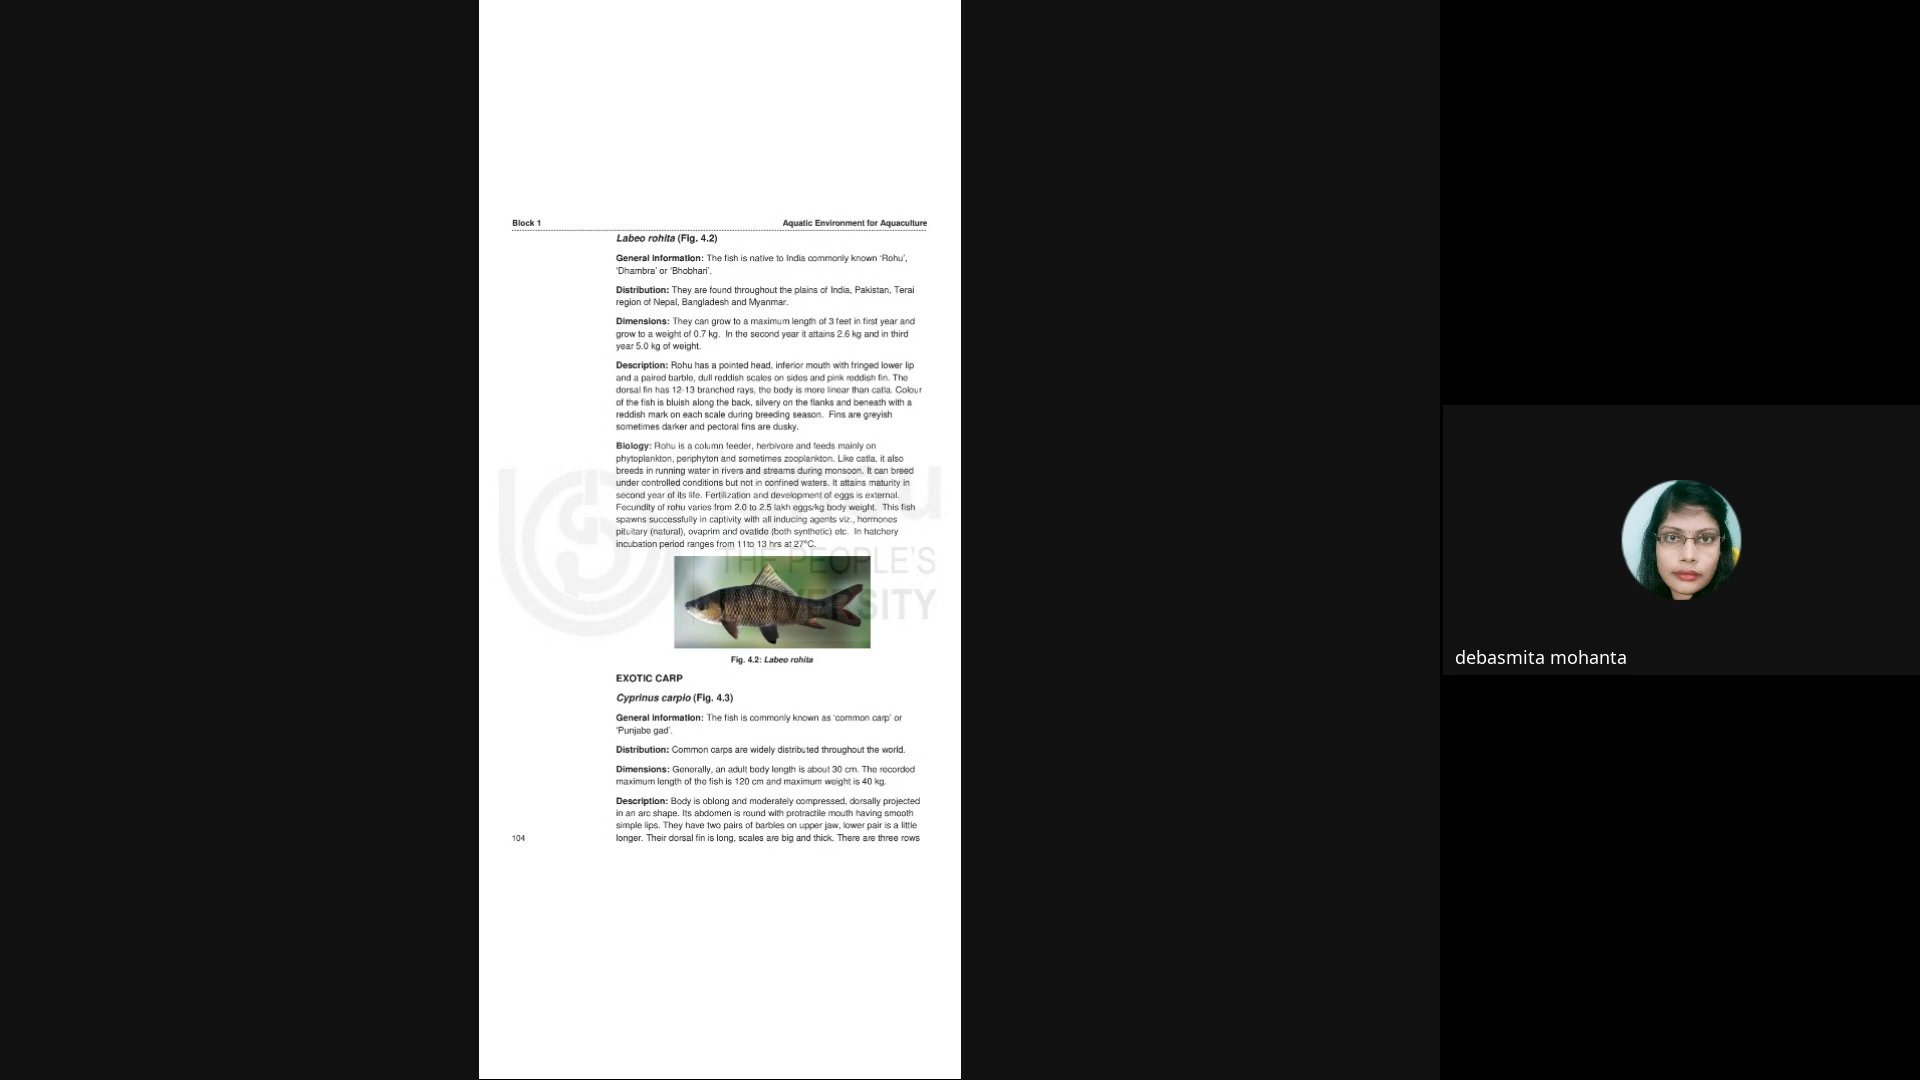 Block 1 Aquatic Environment for Aquaculture
Labeo rohita (Fig. 4.2)
General Information: The fish is native to India commonly known ‘Rohu’,
‘Dhambra’ or ‘Bhobhari’.
Distribution: They are found throughout the plains of India, Pakistan, Terai
region of Nepal, Bangladesh and Myanmar.
Dimensions: They can grow to a maximum length of 3 feet in first year and
grow to a weight of 0.7 kg. In the second year it attains 2.6 kg and in third
year 5.0 kg of weight.
Description: Rohu has a pointed head, inferior mouth with fringed lower lip
and a paired barble, dull reddish scales on sides and pink reddish fin. The
dorsal fin has 12-13 branched rays, the body is more linear than catla. Colour
of the fish is bluish along the back, silvery on the flanks and beneath with a
reddish mark on each scale during breeding season. Fins are greyish
sometimes darker and pectoral fins are dusky.
Biology: Rohu is a column feeder, herbivore and feeds mainly on
phytoplankton, periphyton and sometimes zooplankton. Like catla, it also
breeds in running water in rivers and streams during monsoon. It can breed
under controlled conditions but not in confined waters. It attains maturity in
second year of its life. Fertilization and development of eggs is external.
Fecundity of rohu varies from 2.0 to 2.5 lakh eggs/kg body weight. This fish
spawns successfully in captivity with all inducing agents viz., hormones
pituitary (natural), ovaprim and ovatide (both synthetic) etc. In hatchery
incubation period ranges from 11to 13 hrs at 27°C.
THE PEOPLE'S
Fig. 4.2: Labeo rohita
EXOTIC CARP
Cyprinus carpio (Fig. 4.3)
General Information: The fish is commonly known as ‘common carp’ or
‘Punjabe gad’.
Distribution: Common carps are widely distributed throughout the world.
Dimensions: Generally, an adult body length is about 30 cm. The recorded
maximum length of the fish is 120 cm and maximum weight is 40 kg.
Description: Body is oblong and moderately compressed, dorsally projected
in an arc shape. Its abdomen is round with protractile mouth having smooth
simple lips. They have two pairs of barbles on upper jaw, lower pair is a little
longer. Their dorsal fin is long, scales are big and thick. There are three rows
104
debasmita mohanta